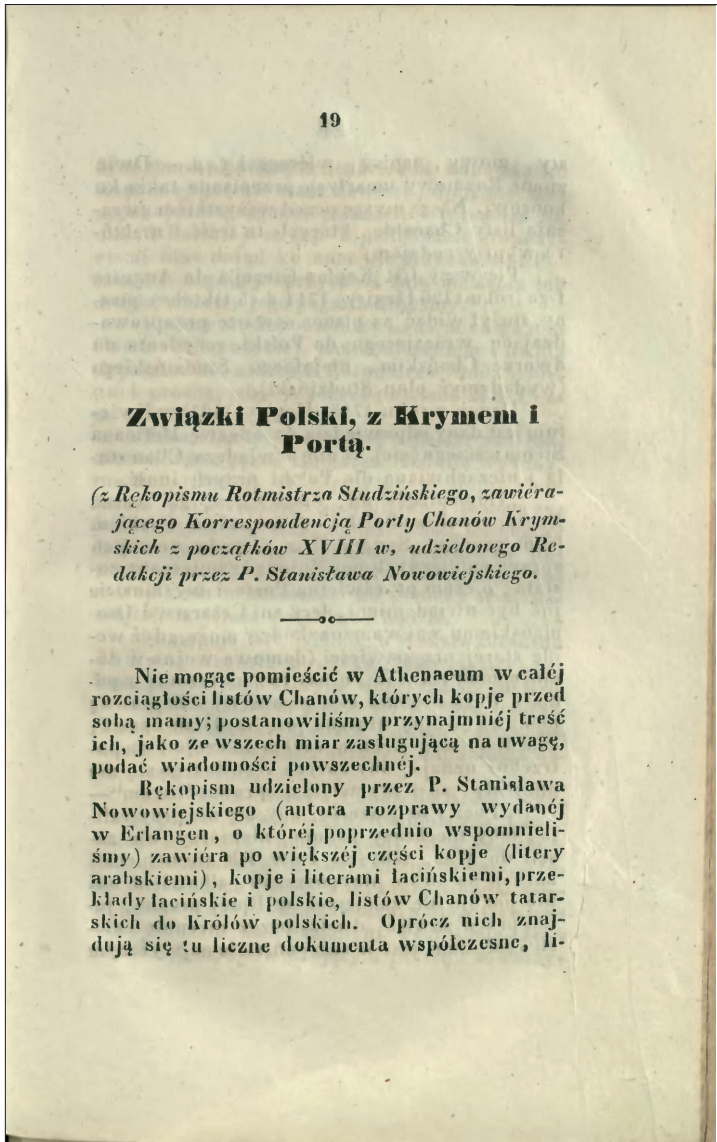 19
Związki Polski, z Krymem i
Portą.
(z Rękopismu Rotmistrza Studzińskiego, zawiéra-
jącego Korrespondencją Porty Chanów Krym-
skich z początków XVIII w, udzielonego Re-
dakcji przez P. Stanisława Nowowiejskiego.
Nie mogąc pomieścić w Athenaeum w całéj
rozciągłości listów Chanów, których kopje przed
sobą mamy; postanowiliśmy przynajmniéj treść
ich, jako ze wszech miar zasługującą na uwagę,
podać wiadomości powszechnéj.
Rękopism udzielony przez P. Stanisława
Nowowiejskiego (autora rozprawy wydanéj
w Erlangen, o któréj poprzednio wspomnieli-
śmy) zawiéra po większéj części kopje (litery
arabskiemi), kopje i literami łacińskiemi, prze-
kłady łacińskie i polskie, listów Chanów tatar-
skich do Królów polskich. Oprócz nich znaj-
dują się tu liczne dokumenta współczesne, li-